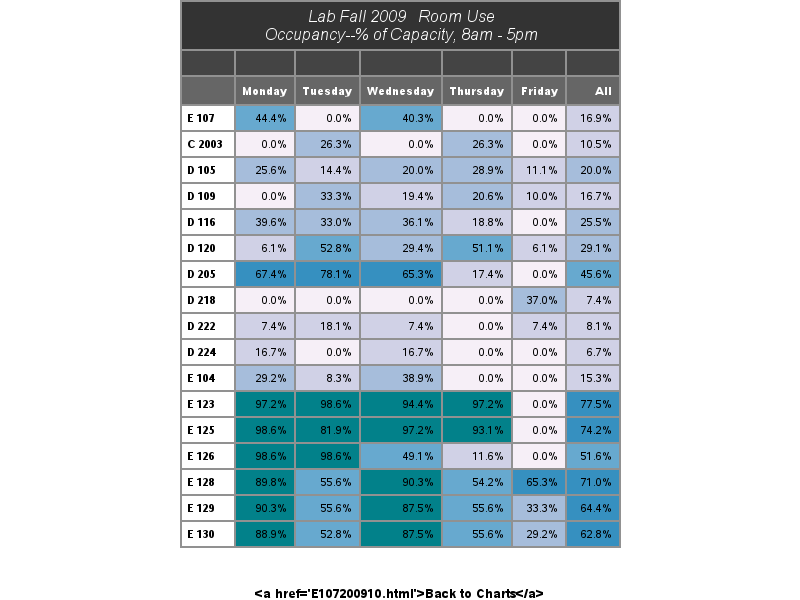 Lab Fall 2009 Room Use
Occupancy--% of Capacity, 8am - 5pm
Monday Tuesday Wednesday Thursday Friday All
E 107 44.4% 0.0% 40.3% 0.0% 0.0% 16.9%
C 2003 0.0% 26.3% 0.0% 26.3% 0.0% 10.5%
D 105 25.6% 14.4% 20.0% 28.9% 11.1% 20.0%
D 109 0.0% 33.3% 19.4% 20.6% 10.0% 16.7%
D 116 39.6% 33.0% 36.1% 18.8% 0.0% 25.5%
D 120 6.1% 52.8% 29.4% 51.1% 6.1% 29.1%
D 205 67.4% 78.1% 65.3% 17.4% 0.0% 45.6%
D 218 0.0% 0.0% 0.0% 0.0% 37.0% 7.4%
D 222 7.4% 18.1% 7.4% 0.0% 7.4% 8.1%
D 224 16.7% 0.0% 16.7% 0.0% 0.0% 6.7%
E 104 29.2% 8.3% 38.9% 0.0% 0.0% 15.3%
E 123 97.2% 98.6% 94.4% 97.2% 0.0% 77.5%
E 125 98.6% 81.9% 97.2% 93.1% 0.0% 74.2%
E 126 98.6% 98.6% 49.1% 11.6% 0.0% 51.6%
E 128 89.8% 55.6% 90.3% 54.2% 65.3% 71.0%
E 129 90.3% 55.6% 87.5% 55.6% 33.3% 64.4%
E 130 88.9% 52.8% 87.5% 55.6% 29.2% 62.8%
&lt;a href='E107200910.html'&gt;Back to Charts&lt;/a&gt;